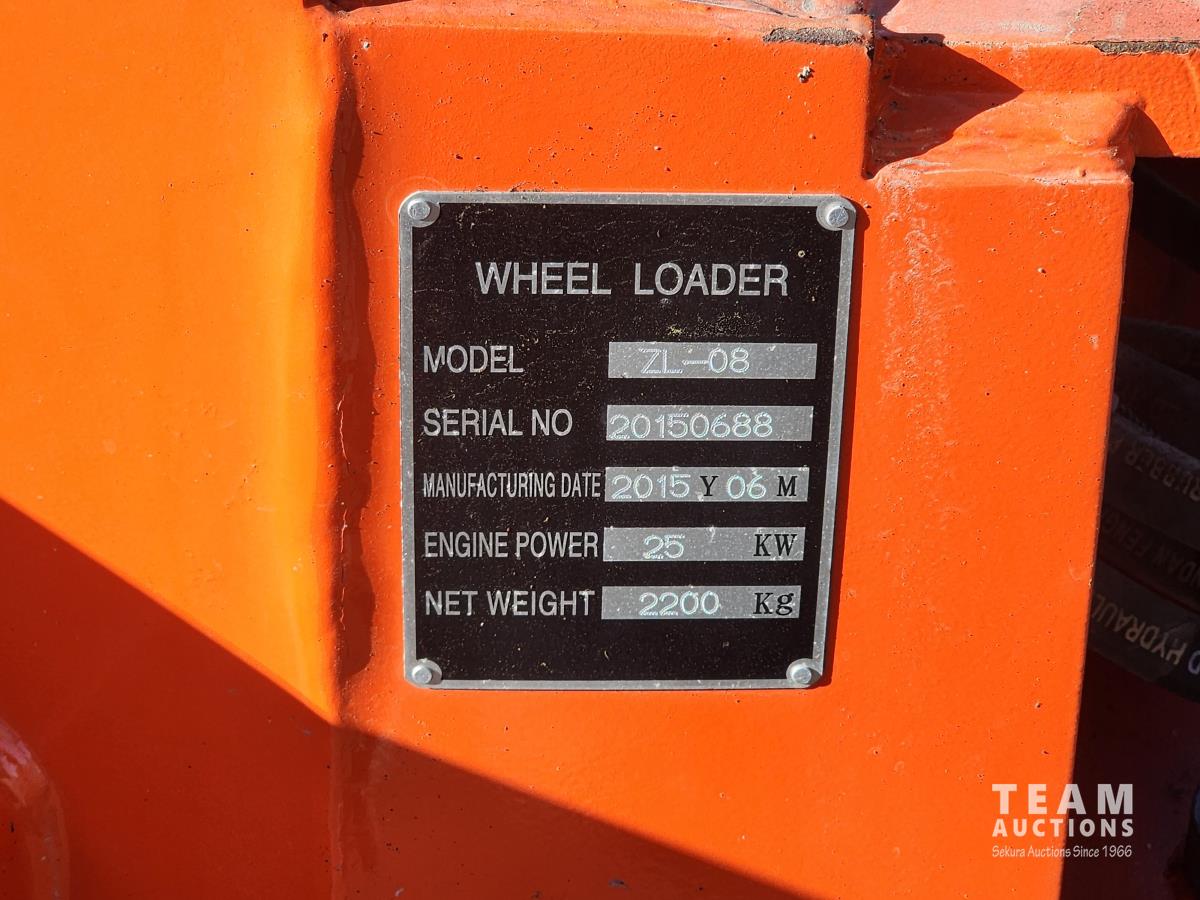 WHEEL LOADER
MODEL ZL-08
SERIAL NO 20150688
MANUFACTURING DATE 2015 Y 06 M
ENGINE POWER 25 KW
NET WEIGHT 2200 Kg
HYDRAUL
TEAM
AUCTIONS
Sekura Auctions Since 1966